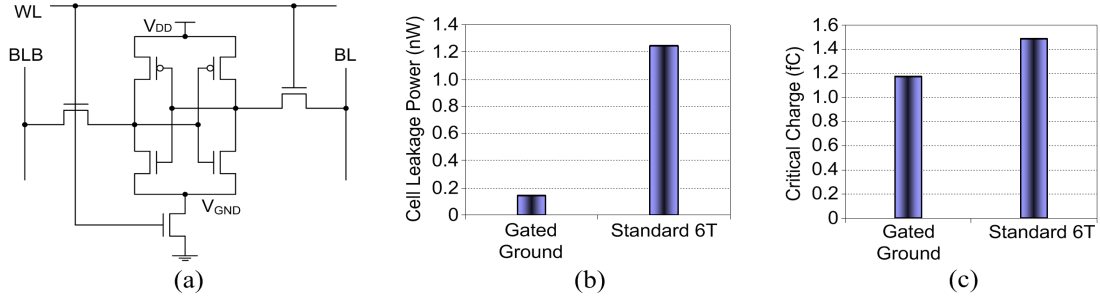 WL
V_DD
BLB
BL
V_GND
(a)
Cell Leakage Power (nW)
1.4
1.2
1.0
0.8
0.6
0.4
0.2
0
Gated Ground
Standard 6T
(b)
Critical Charge (fC)
1.6
1.4
1.2
1.0
0.8
0.6
0.4
0.2
0
Gated Ground
Standard 6T
(c)